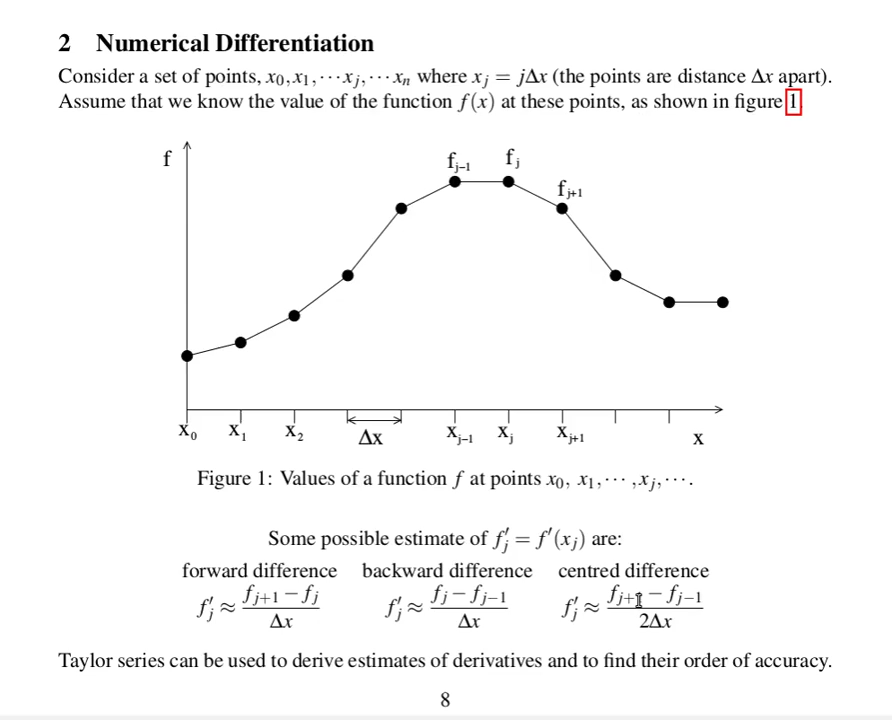 2 Numerical Differentiation
Consider a set of points, x₀,x₁,⋯xⱼ,⋯xₙ where xⱼ = jΔx (the points are distance Δx apart).
Assume that we know the value of the function f(x) at these points, as shown in figure 1.
f
fⱼ₋₁
fⱼ
fⱼ₊₁
x₀ x₁ x₂ Δx xⱼ₋₁ xⱼ xⱼ₊₁ x
Figure 1: Values of a function f at points x₀, x₁,⋯ ,xⱼ,⋯.
Some possible estimate of f′ⱼ = f′(xⱼ) are:
forward difference backward difference centred difference
f′ⱼ ≈ (fⱼ₊₁ − fⱼ)/Δx f′ⱼ ≈ (fⱼ − fⱼ₋₁)/Δx f′ⱼ ≈ (fⱼ₊₁ − fⱼ₋₁)/2Δx
Taylor series can be used to derive estimates of derivatives and to find their order of accuracy.
8